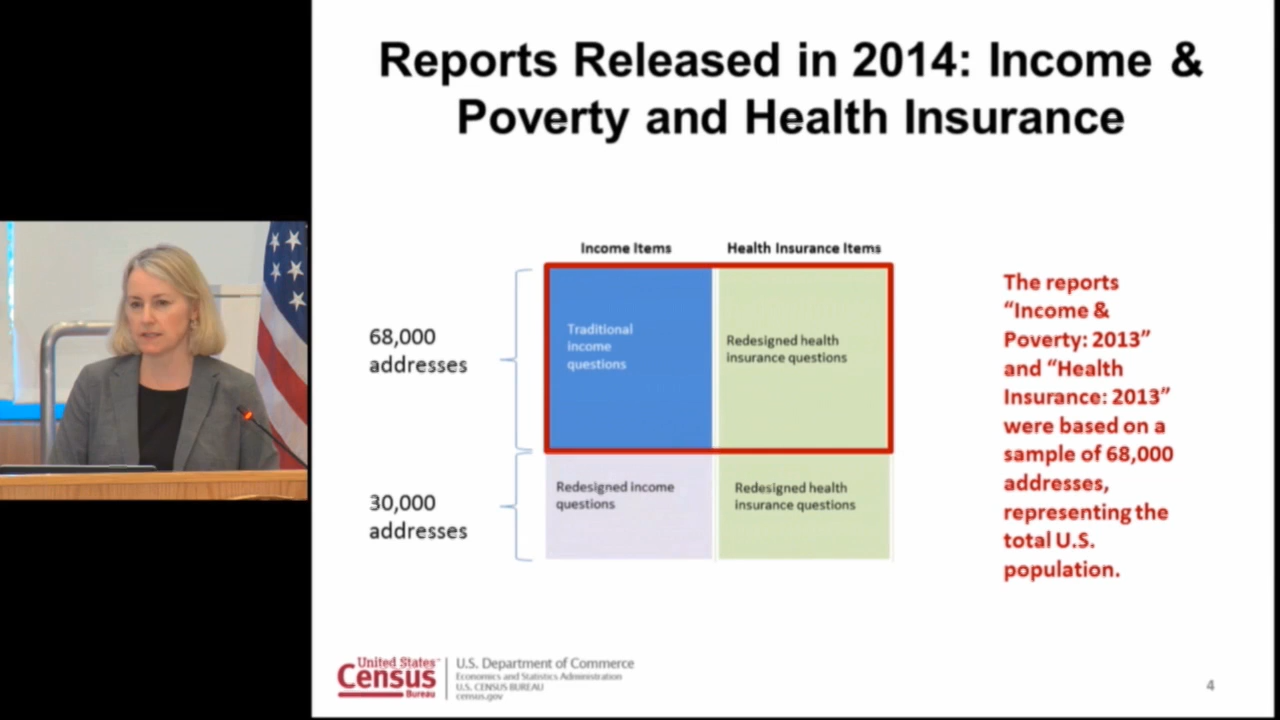 Reports Released in 2014: Income &
Poverty and Health Insurance
Income Items
Health Insurance Items
68,000
addresses
Traditional
income
questions
Redesigned health
insurance questions
30,000
addresses
Redesigned income
questions
Redesigned health
insurance questions
The reports
“Income &
Poverty: 2013”
and “Health
Insurance: 2013”
were based on a
sample of 68,000
addresses,
representing the
total U.S.
population.
United States™
Census
Bureau
U.S. Department of Commerce
Economics and Statistics Administration
U.S. CENSUS BUREAU
census.gov
4